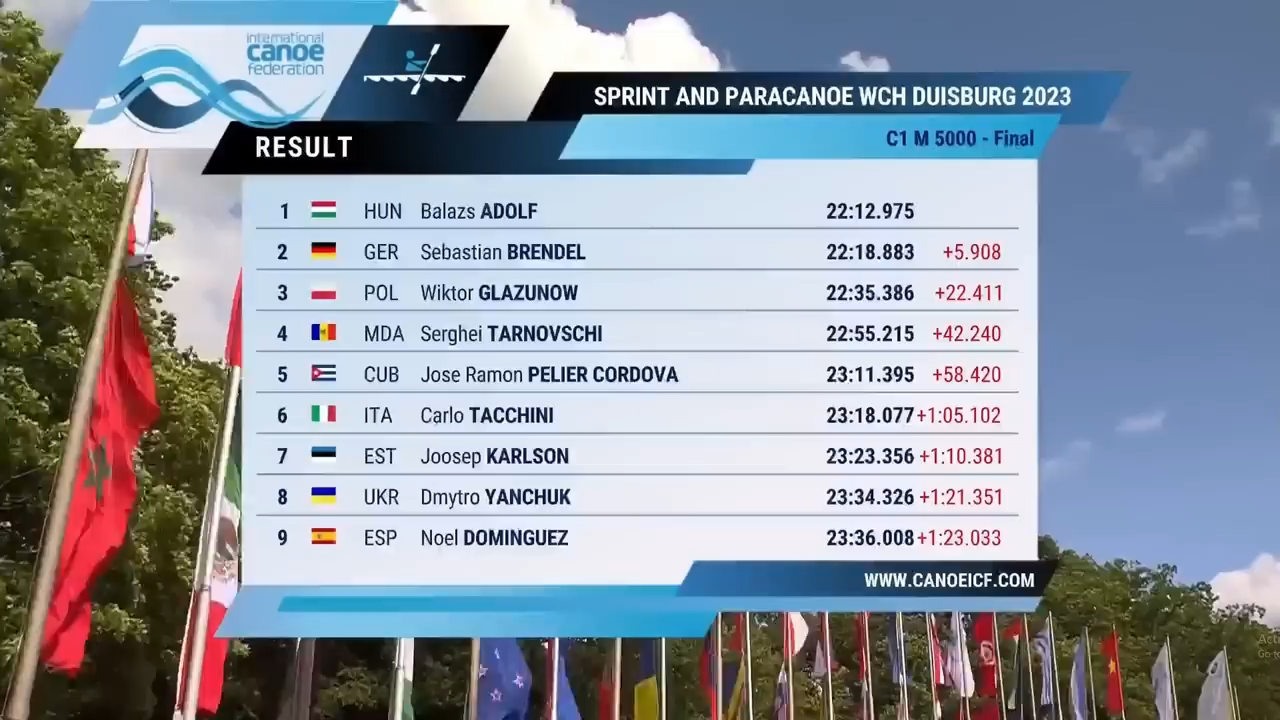 international
canoe
federation
SPRINT AND PARACANOE WCH DUISBURG 2023
RESULT
C1 M 5000 - Final
1 HUN Balazs ADOLF 22:12.975
2 GER Sebastian BRENDEL 22:18.883 +5.908
3 POL Wiktor GLAZUNOW 22:35.386 +22.411
4 MDA Serghei TARNOVSCHI 22:55.215 +42.240
5 CUB Jose Ramon PELIER CORDOVA 23:11.395 +58.420
6 ITA Carlo TACCHINI 23:18.077 +1:05.102
7 EST Joosep KARLSON 23:23.356 +1:10.381
8 UKR Dmytro YANCHUK 23:34.326 +1:21.351
9 ESP Noel DOMINGUEZ 23:36.008 +1:23.033
WWW.CANOEICF.COM